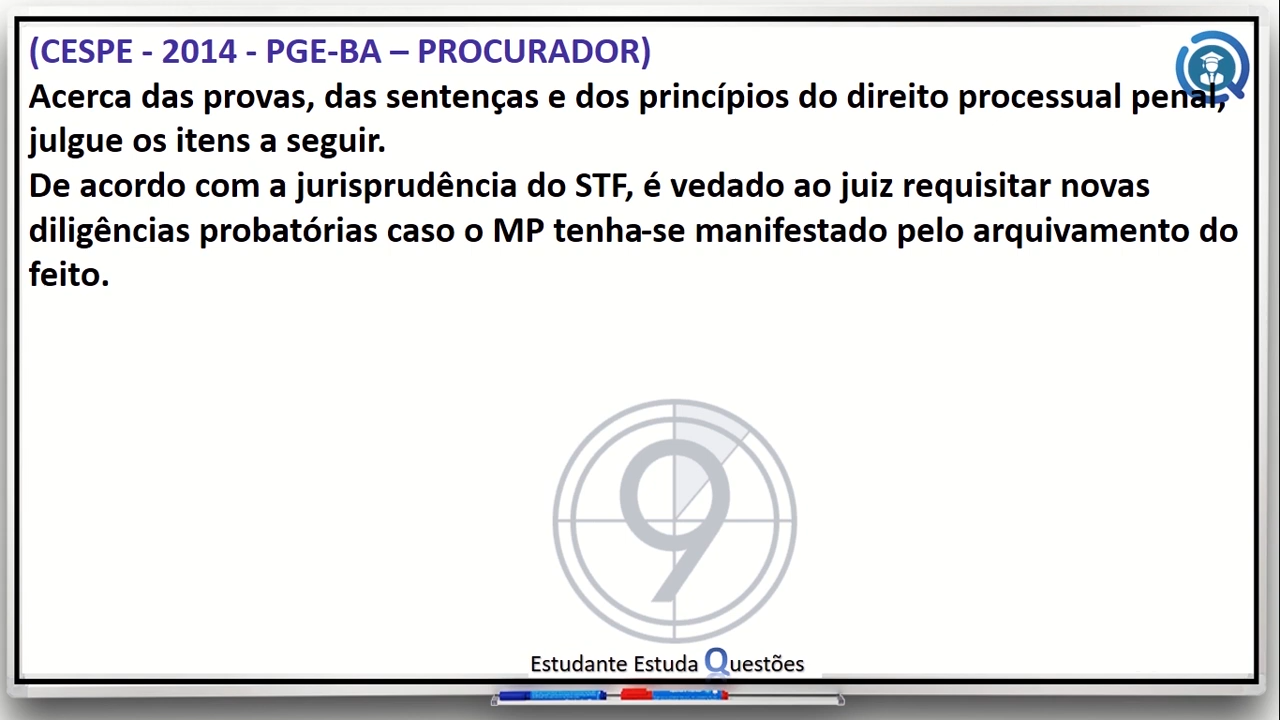 (CESPE - 2014 - PGE-BA – PROCURADOR)
Acerca das provas, das sentenças e dos princípios do direito processual penal,
julgue os itens a seguir.
De acordo com a jurisprudência do STF, é vedado ao juiz requisitar novas
diligências probatórias caso o MP tenha-se manifestado pelo arquivamento do
feito.
9
Estudante Estuda Questões